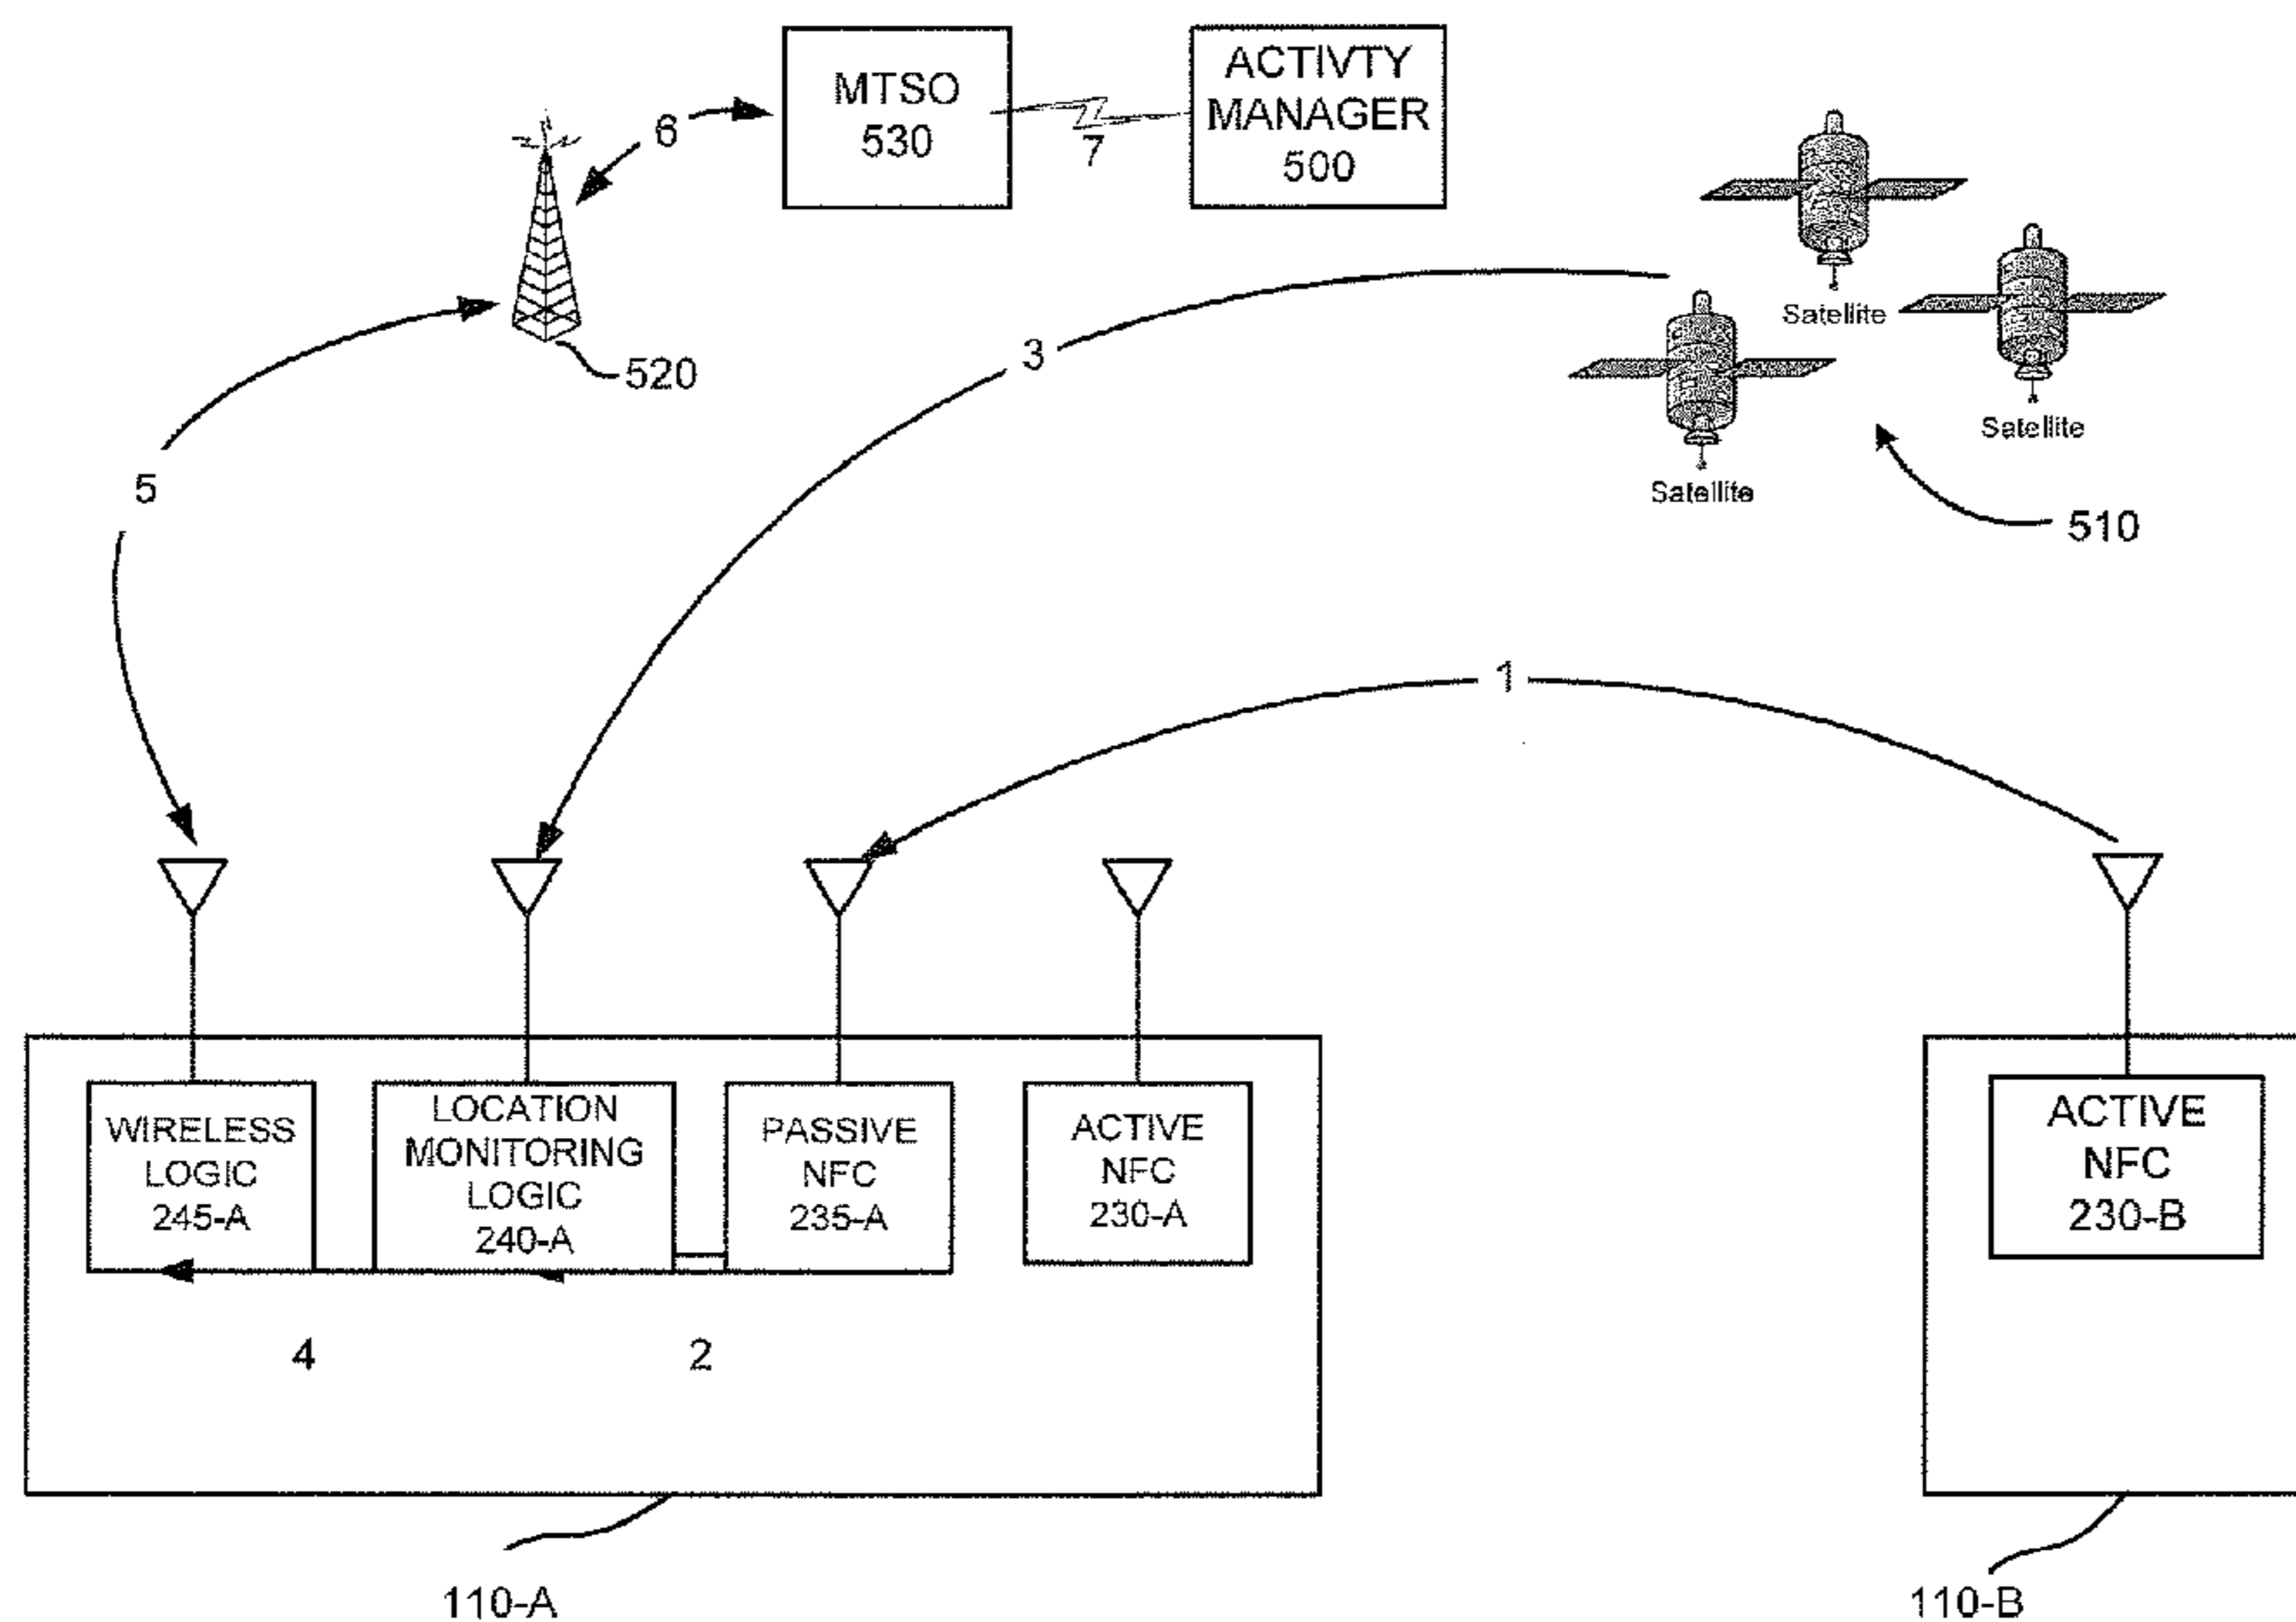 MTSO
530
ACTIVTY
MANAGER
500
6
7
Satellite
Satellite
Satellite
510
520
3
5
1
WIRELESS
LOGIC
245-A
LOCATION
MONITORING
LOGIC
240-A
PASSIVE
NFC
235-A
ACTIVE
NFC
230-A
ACTIVE
NFC
230-B
4
2
110-A
110-B